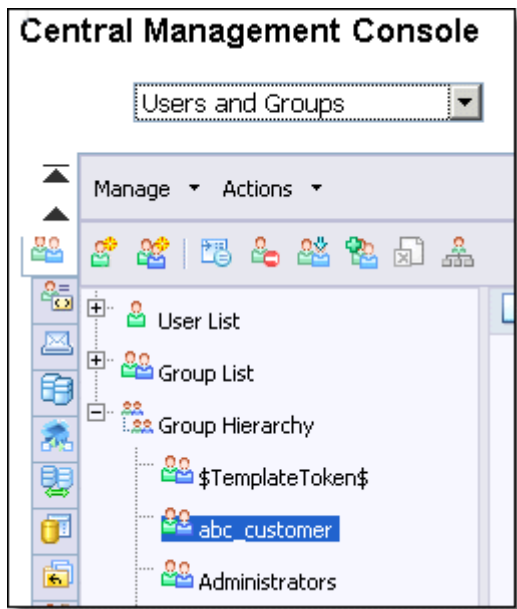 Central Management Console
Users and Groups
Manage Actions
User List
Group List
Group Hierarchy
$TemplateToken$
abc_customer
Administrators